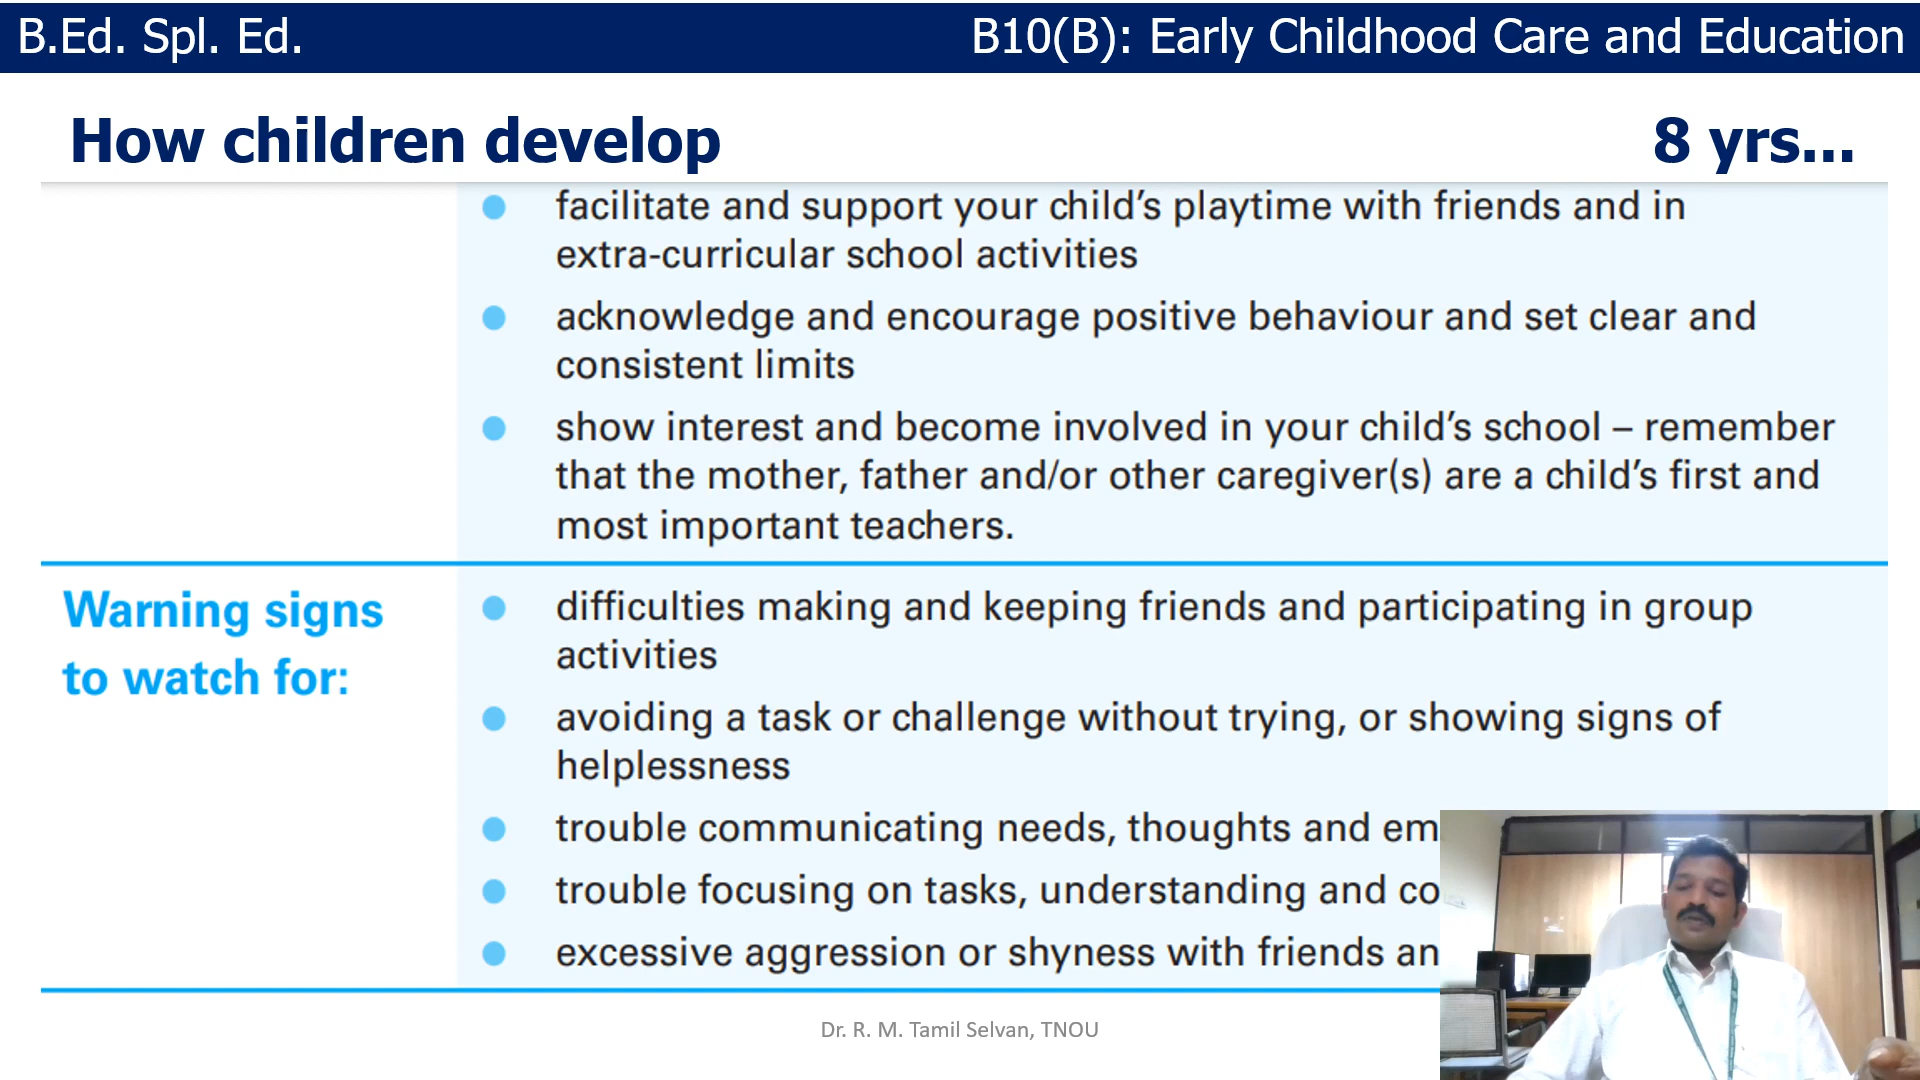 B.Ed. Spl. Ed.
B10(B): Early Childhood Care and Education
How children develop
8 yrs...
● facilitate and support your child’s playtime with friends and in
extra-curricular school activities
● acknowledge and encourage positive behaviour and set clear and
consistent limits
● show interest and become involved in your child’s school – remember
that the mother, father and/or other caregiver(s) are a child’s first and
most important teachers.
Warning signs
to watch for:
● difficulties making and keeping friends and participating in group
activities
● avoiding a task or challenge without trying, or showing signs of
helplessness
● trouble communicating needs, thoughts and em
● trouble focusing on tasks, understanding and co
● excessive aggression or shyness with friends an
Dr. R. M. Tamil Selvan, TNOU